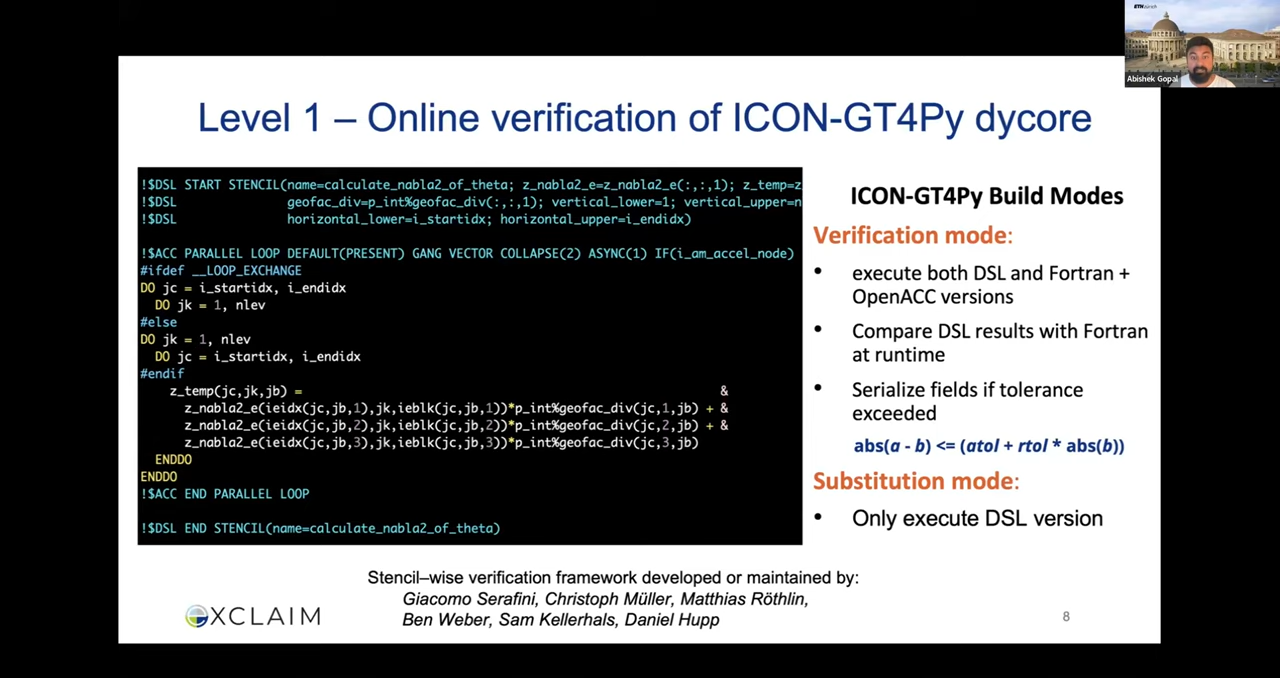 ETH zürich
Abishek Gopal
Level 1 – Online verification of ICON-GT4Py dycore
!$DSL START STENCIL(name=calculate_nabla2_of_theta; z_nabla2_e=z_nabla2_e(:,:,1); z_temp=z
!$DSL geofac_div=p_int%geofac_div(:,:,1); vertical_lower=1; vertical_upper=n
!$DSL horizontal_lower=i_startidx; horizontal_upper=i_endidx)
!$ACC PARALLEL LOOP DEFAULT(PRESENT) GANG VECTOR COLLAPSE(2) ASYNC(1) IF(i_am_accel_node)
#ifdef __LOOP_EXCHANGE
DO jc = i_startidx, i_endidx
DO jk = 1, nlev
#else
DO jk = 1, nlev
DO jc = i_startidx, i_endidx
#endif
z_temp(jc,jk,jb) = &
z_nabla2_e(ieidx(jc,jb,1),jk,ieblk(jc,jb,1))*p_int%geofac_div(jc,1,jb) + &
z_nabla2_e(ieidx(jc,jb,2),jk,ieblk(jc,jb,2))*p_int%geofac_div(jc,2,jb) + &
z_nabla2_e(ieidx(jc,jb,3),jk,ieblk(jc,jb,3))*p_int%geofac_div(jc,3,jb)
ENDDO
ENDDO
!$ACC END PARALLEL LOOP
!$DSL END STENCIL(name=calculate_nabla2_of_theta)
ICON-GT4Py Build Modes
Verification mode:
• execute both DSL and Fortran +
OpenACC versions
• Compare DSL results with Fortran
at runtime
• Serialize fields if tolerance
exceeded
abs(a - b) <= (atol + rtol * abs(b))
Substitution mode:
• Only execute DSL version
Stencil–wise verification framework developed or maintained by:
Giacomo Serafini, Christoph Müller, Matthias Röthlin,
Ben Weber, Sam Kellerhals, Daniel Hupp
EXCLAIM
8